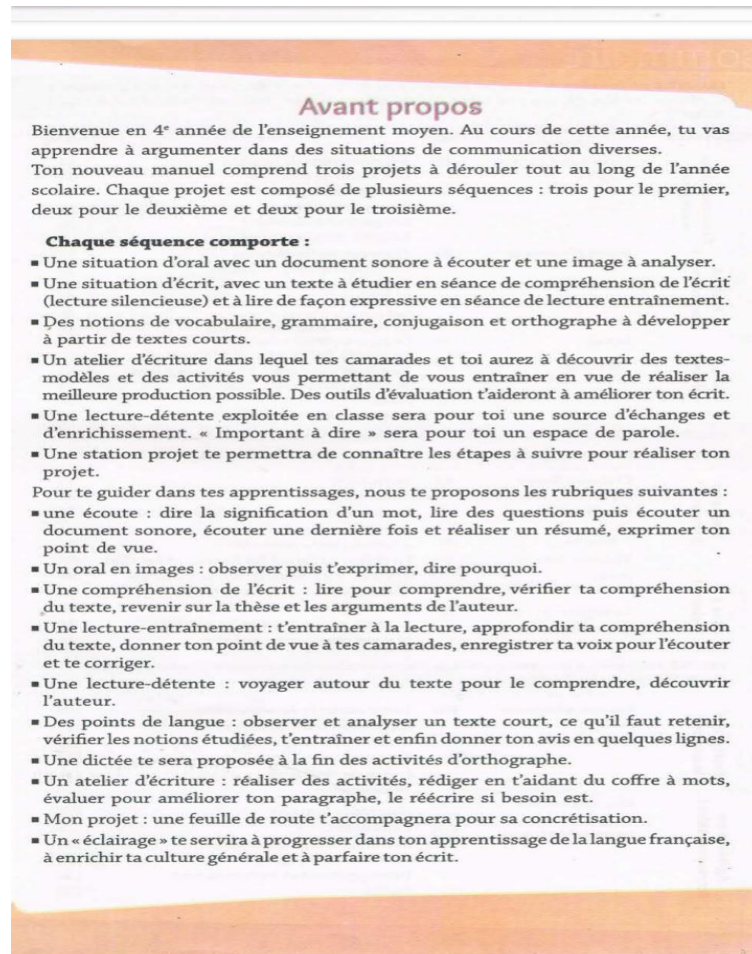 Avant propos
Bienvenue en 4e année de l'enseignement moyen. Au cours de cette année, tu vas
apprendre à argumenter dans des situations de communication diverses.
Ton nouveau manuel comprend trois projets à dérouler tout au long de l'année
scolaire. Chaque projet est composé de plusieurs séquences : trois pour le premier,
deux pour le deuxième et deux pour le troisième.
Chaque séquence comporte :
▪ Une situation d'oral avec un document sonore à écouter et une image à analyser.
▪ Une situation d'écrit, avec un texte à étudier en séance de compréhension de l'écrit
(lecture silencieuse) et à lire de façon expressive en séance de lecture entraînement.
▪ Des notions de vocabulaire, grammaire, conjugaison et orthographe à développer
à partir de textes courts.
▪ Un atelier d'écriture dans lequel tes camarades et toi aurez à découvrir des textes-
modèles et des activités vous permettant de vous entraîner en vue de réaliser la
meilleure production possible. Des outils d'évaluation t'aideront à améliorer ton écrit.
▪ Une lecture-détente exploitée en classe sera pour toi une source d'échanges et
d'enrichissement. « Important à dire » sera pour toi un espace de parole.
▪ Une station projet te permettra de connaître les étapes à suivre pour réaliser ton
projet.
Pour te guider dans tes apprentissages, nous te proposons les rubriques suivantes :
▪ une écoute : dire la signification d'un mot, lire des questions puis écouter un
document sonore, écouter une dernière fois et réaliser un résumé, exprimer ton
point de vue.
▪ Un oral en images : observer puis t'exprimer, dire pourquoi.
▪ Une compréhension de l'écrit : lire pour comprendre, vérifier ta compréhension
du texte, revenir sur la thèse et les arguments de l'auteur.
▪ Une lecture-entraînement : t'entraîner à la lecture, approfondir ta compréhension
du texte, donner ton point de vue à tes camarades, enregistrer ta voix pour l'écouter
et te corriger.
▪ Une lecture-détente : voyager autour du texte pour le comprendre, découvrir
l'auteur.
▪ Des points de langue : observer et analyser un texte court, ce qu'il faut retenir,
vérifier les notions étudiées, t'entraîner et enfin donner ton avis en quelques lignes.
▪ Une dictée te sera proposée à la fin des activités d'orthographe.
▪ Un atelier d'écriture : réaliser des activités, rédiger en t'aidant du coffre à mots,
évaluer pour améliorer ton paragraphe, le réécrire si besoin est.
▪ Mon projet : une feuille de route t'accompagnera pour sa concrétisation.
▪ Un « éclairage » te servira à progresser dans ton apprentissage de la langue française,
à enrichir ta culture générale et à parfaire ton écrit.